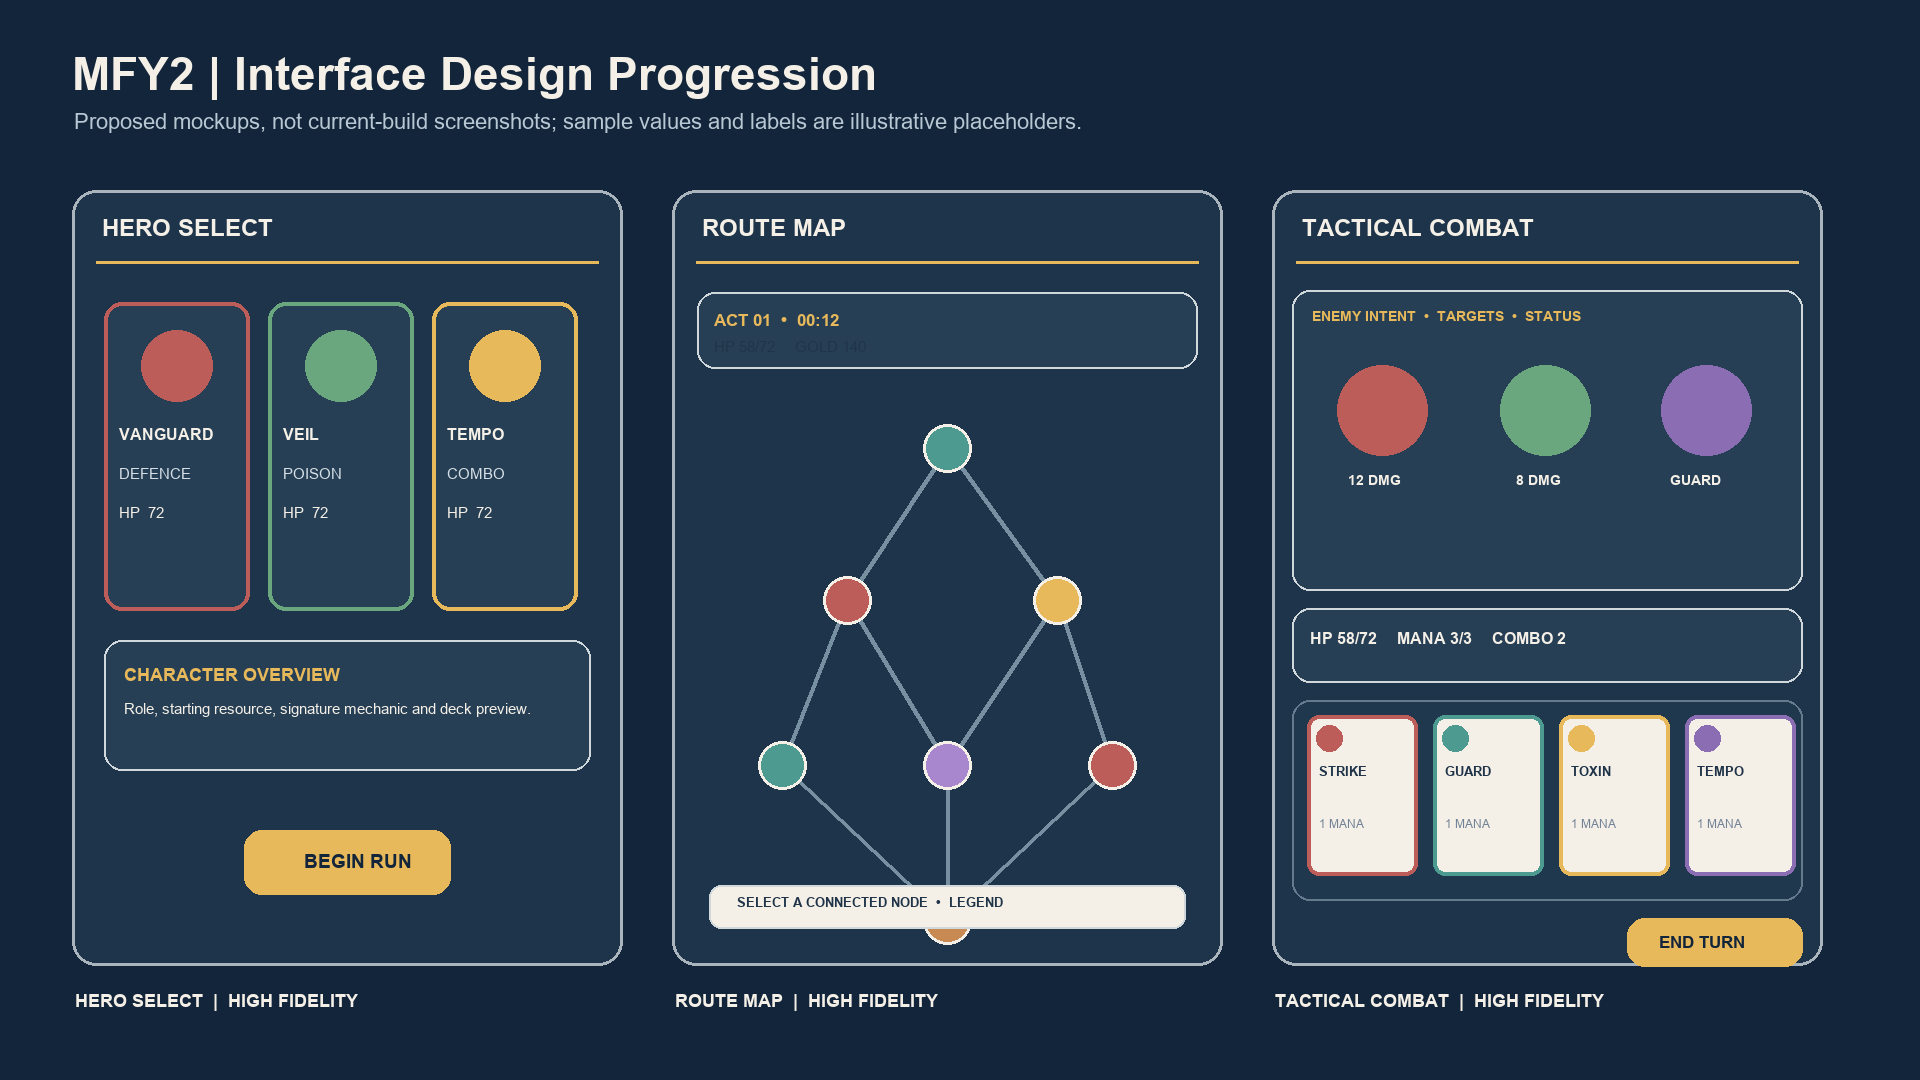 MFY2 | Interface Design Progression
Proposed mockups, not current-build screenshots; sample values and labels are illustrative placeholders.
HERO SELECT
VANGUARD
DEFENCE
HP 72
VEIL
POISON
HP 72
TEMPO
COMBO
HP 72
CHARACTER OVERVIEW
Role, starting resource, signature mechanic and deck preview.
BEGIN RUN
HERO SELECT | HIGH FIDELITY
ROUTE MAP
ACT 01 • 00:12
HP 58/72 GOLD 140
SELECT A CONNECTED NODE • LEGEND
ROUTE MAP | HIGH FIDELITY
TACTICAL COMBAT
ENEMY INTENT • TARGETS • STATUS
12 DMG
8 DMG
GUARD
HP 58/72 MANA 3/3 COMBO 2
STRIKE
1 MANA
GUARD
1 MANA
TOXIN
1 MANA
TEMPO
1 MANA
END TURN
TACTICAL COMBAT | HIGH FIDELITY